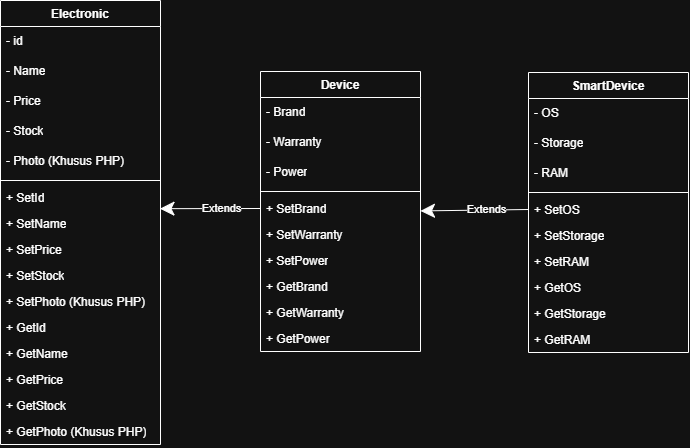 Electronic
- id
- Name
- Price
- Stock
- Photo (Khusus PHP)
+ SetId
+ SetName
+ SetPrice
+ SetStock
+ SetPhoto (Khusus PHP)
+ GetId
+ GetName
+ GetPrice
+ GetStock
+ GetPhoto (Khusus PHP)
Extends
Device
- Brand
- Warranty
- Power
+ SetBrand
+ SetWarranty
+ SetPower
+ GetBrand
+ GetWarranty
+ GetPower
Extends
SmartDevice
- OS
- Storage
- RAM
+ SetOS
+ SetStorage
+ SetRAM
+ GetOS
+ GetStorage
+ GetRAM